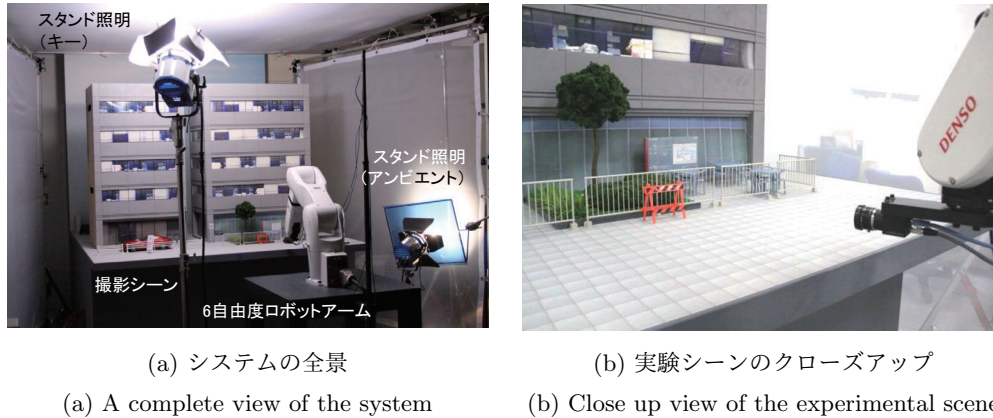 スタンド照明
(キー)
スタンド照明
(アンビエント)
撮影シーン
6自由度ロボットアーム
DENSO
(a) システムの全景
(b) 実験シーンのクローズアップ
(a) A complete view of the system
(b) Close up view of the experimental scene